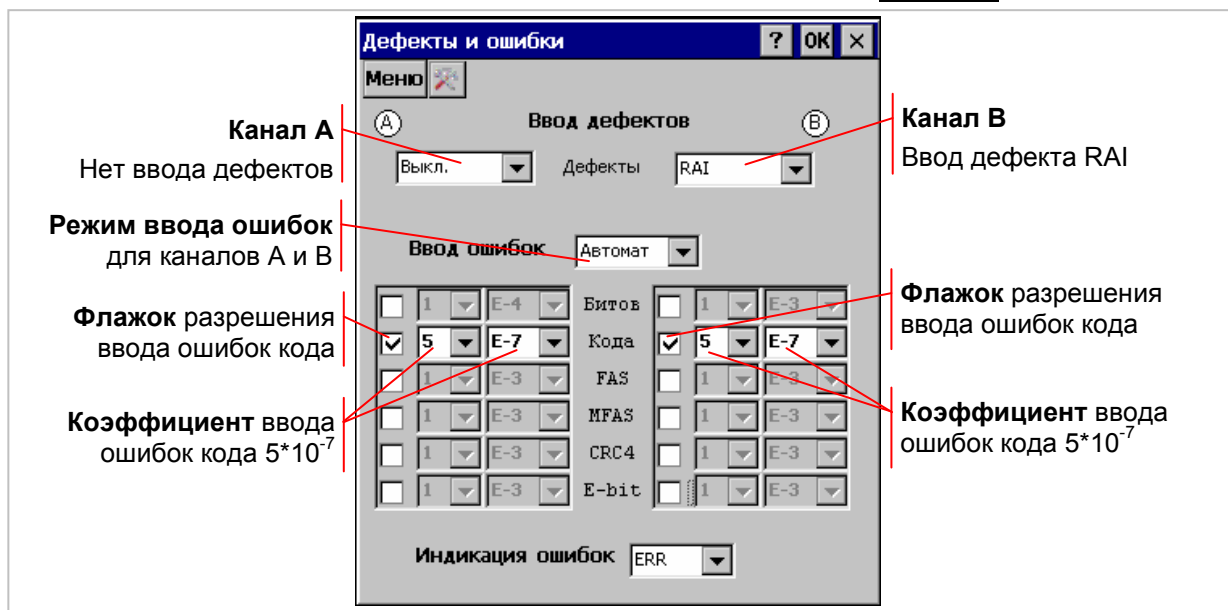 Дефекты и ошибки ? OK ×
Меню
A Ввод дефектов B
Выкл. Дефекты RAI
Ввод ошибок Автомат
1 E-4 Битов 1 E-3
5 E-7 Кода 5 E-7
1 E-3 FAS 1 E-3
1 E-3 MFAS 1 E-3
1 E-3 CRC4 1 E-3
1 E-3 E-bit 1 E-3
Индикация ошибок ERR
Канал А
Нет ввода дефектов
Режим ввода ошибок
для каналов А и В
Флажок разрешения
ввода ошибок кода
Коэффициент ввода
ошибок кода 5*10⁻⁷
Канал В
Ввод дефекта RAI
Флажок разрешения
ввода ошибок кода
Коэффициент ввода
ошибок кода 5*10⁻⁷